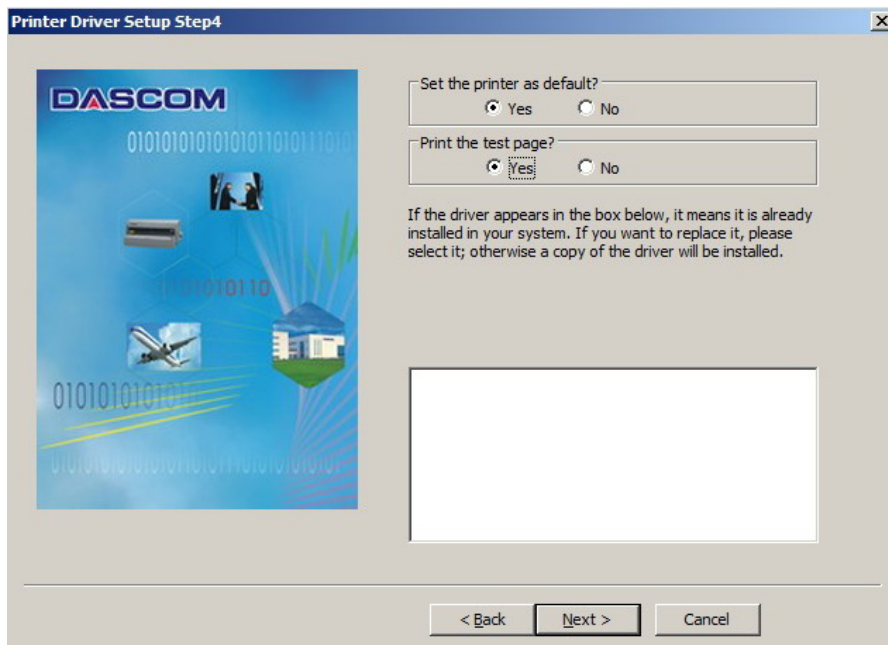 Printer Driver Setup Step4
DASCOM
Set the printer as default?
Yes No
Print the test page?
Yes No
If the driver appears in the box below, it means it is already
installed in your system. If you want to replace it, please
select it; otherwise a copy of the driver will be installed.
0101010110
< Back Next > Cancel